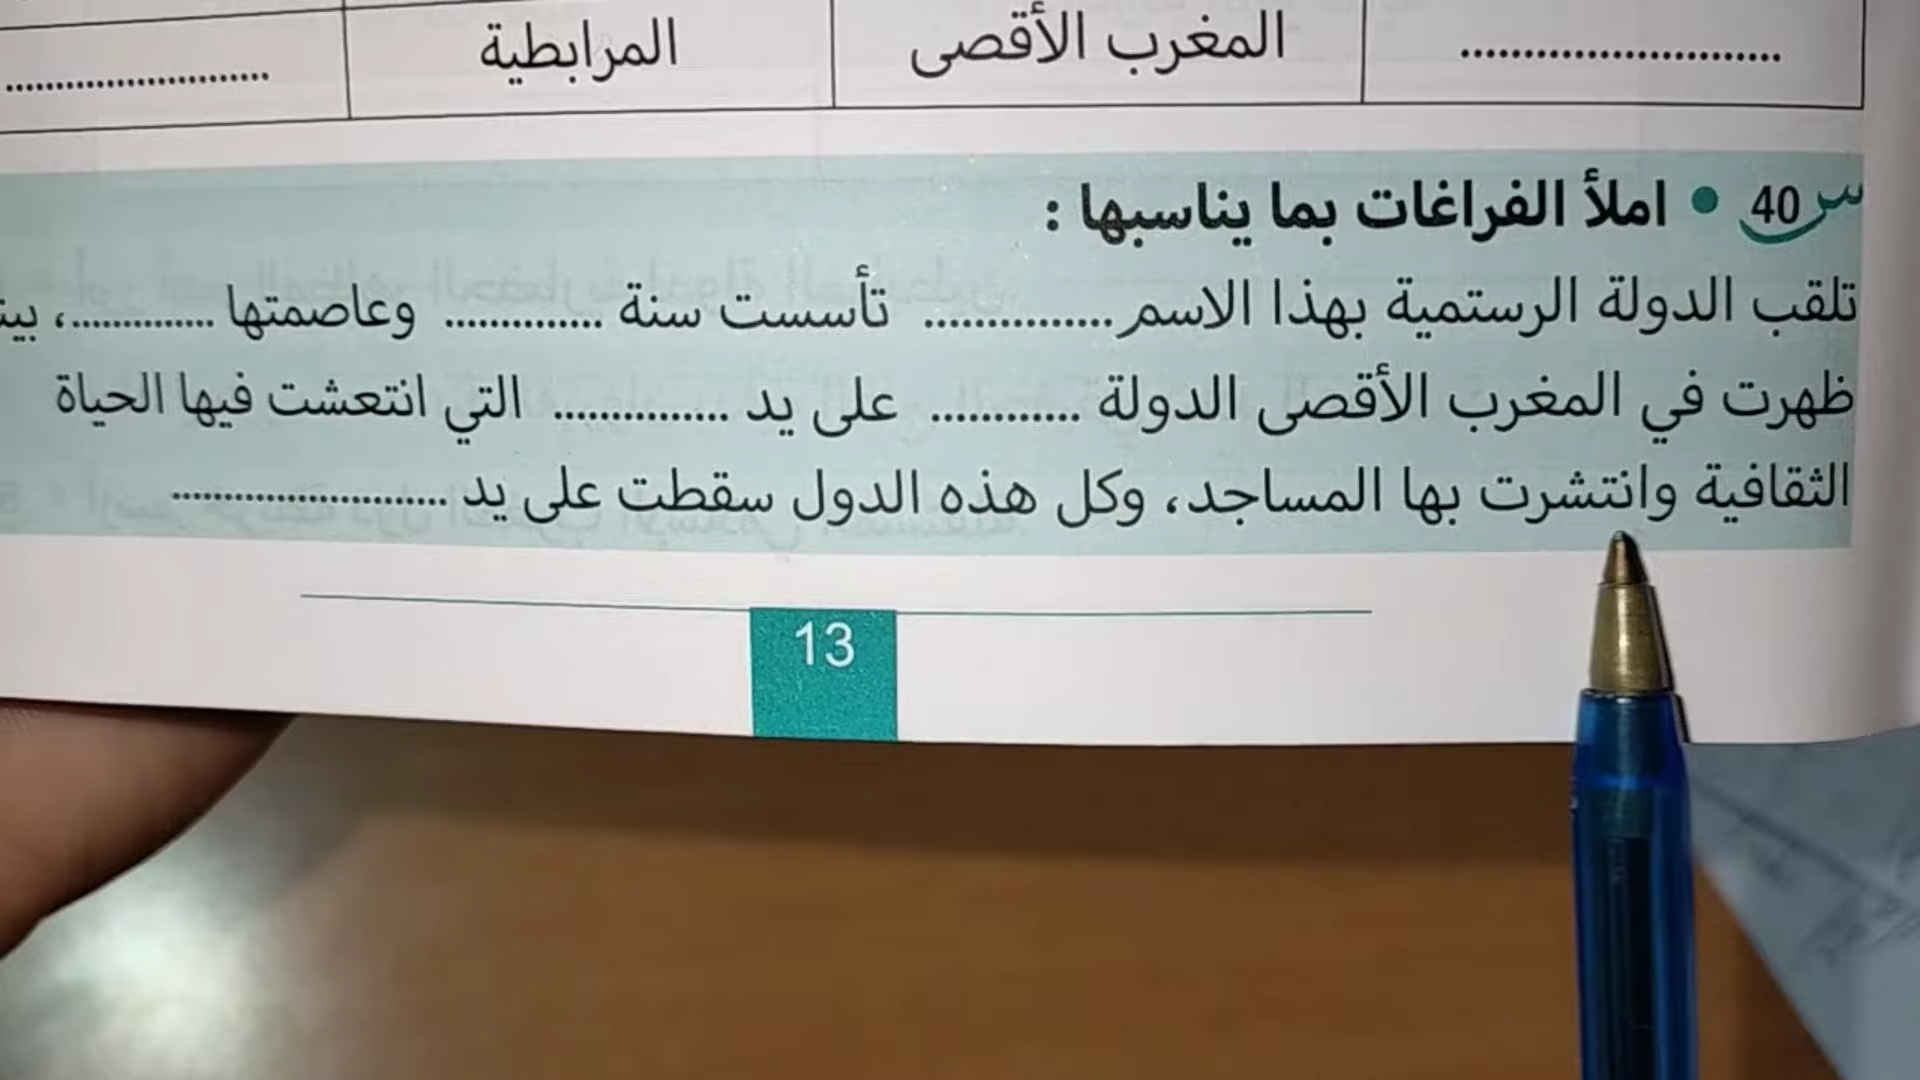 ........................ المغرب الأقصى المرابطية ........................
س40 • املأ الفراغات بما يناسبها :
تلقب الدولة الرستمية بهذا الاسم ............... تأسست سنة ............. وعاصمتها ............،
ظهرت في المغرب الأقصى الدولة ............ على يد .............. التي انتعشت فيها الحياة
الثقافية وانتشرت بها المساجد، وكل هذه الدول سقطت على يد ........................
13